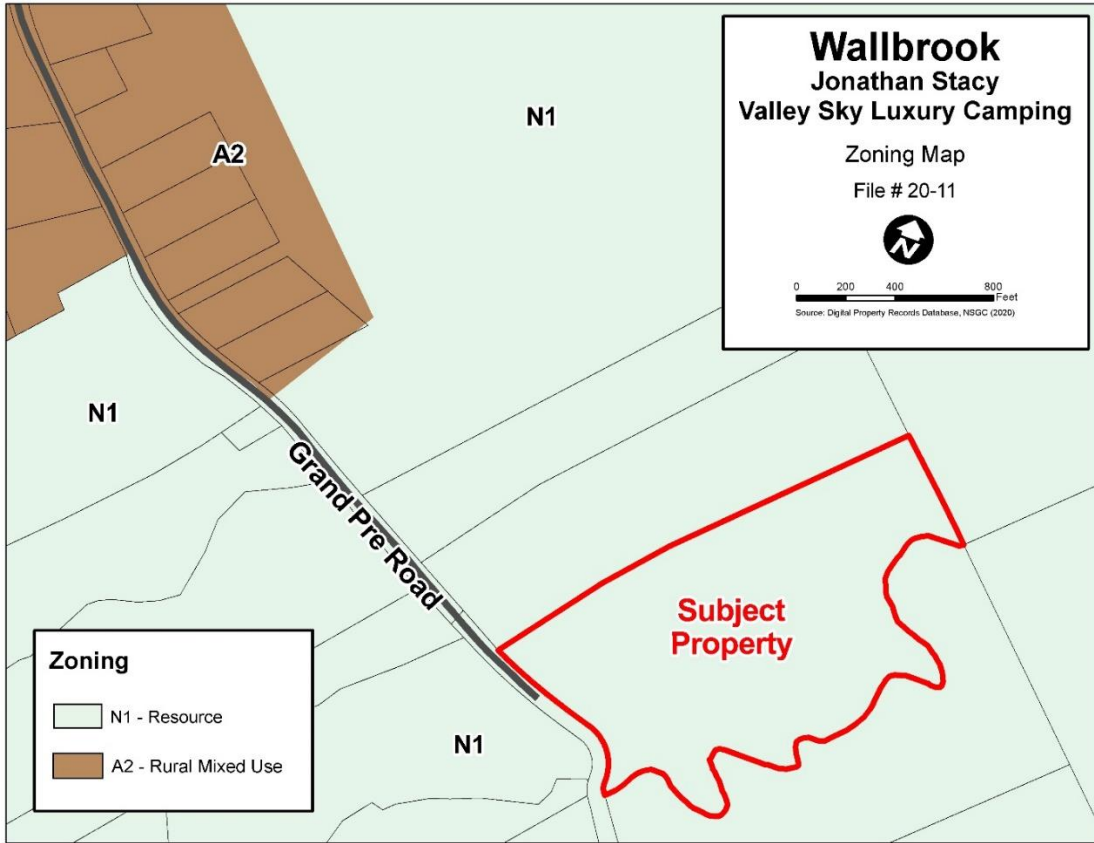 Wallbrook
Jonathan Stacy
Valley Sky Luxury Camping
Zoning Map
File # 20-11
N
0 200 400 800
Feet
Source: Digital Property Records Database, NSGC (2020)
N1
A2
N1
Grand Pre Road
Subject
Property
N1
Zoning
N1 - Resource
A2 - Rural Mixed Use